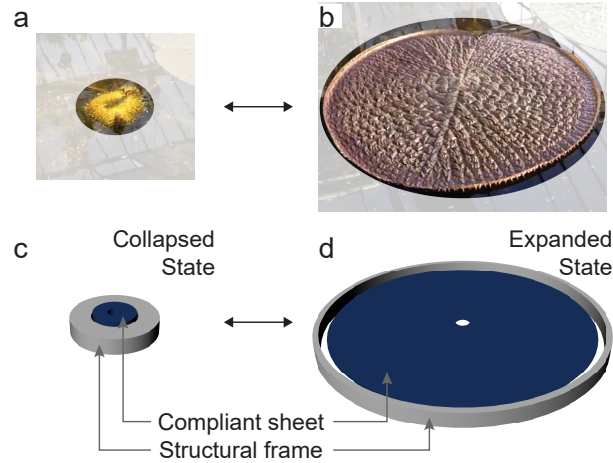 a
b
c
Collapsed
State
d
Expanded
State
Compliant sheet
Structural frame